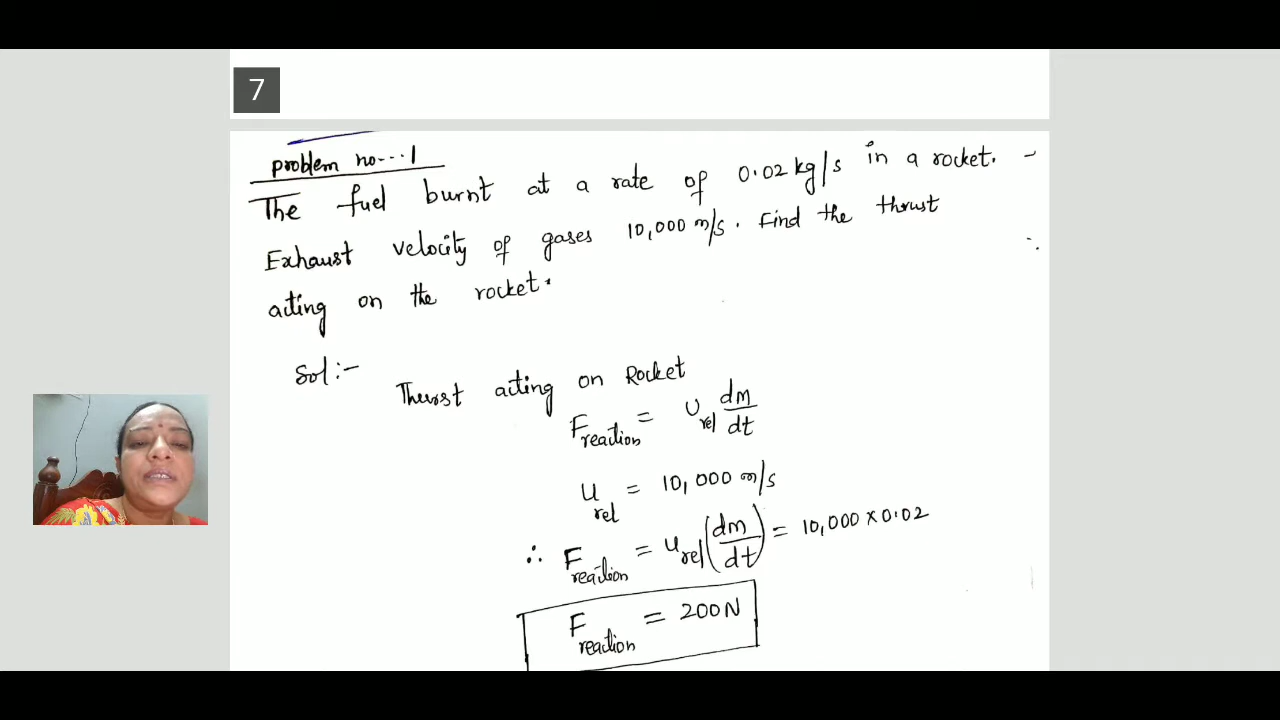 7
problem no---1
The fuel burnt at a rate of 0.02 kg/s in a rocket.
Exhaust velocity of gases 10,000 m/s. Find the thrust
acting on the rocket.
Sol:-
Thurst acting on Rocket
F reaction = U rel dm/dt
u rel = 10,000 m/s
∴ F reaction = u rel (dm/dt) = 10,000 × 0.02
F reaction = 200N